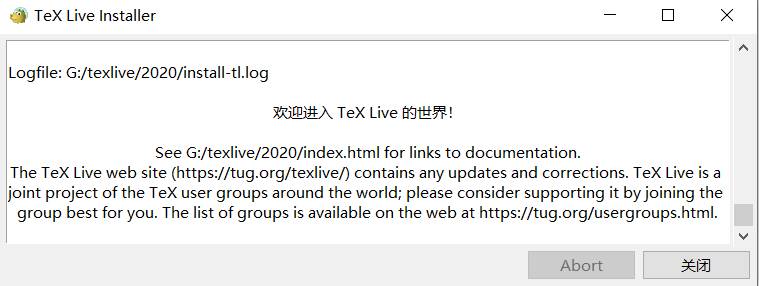 TeX Live Installer
Logfile: G:/texlive/2020/install-tl.log
欢迎进入 TeX Live 的世界！
See G:/texlive/2020/index.html for links to documentation.
The TeX Live web site (https://tug.org/texlive/) contains any updates and corrections. TeX Live is a
joint project of the TeX user groups around the world; please consider supporting it by joining the
group best for you. The list of groups is available on the web at https://tug.org/usergroups.html.
Abort
关闭